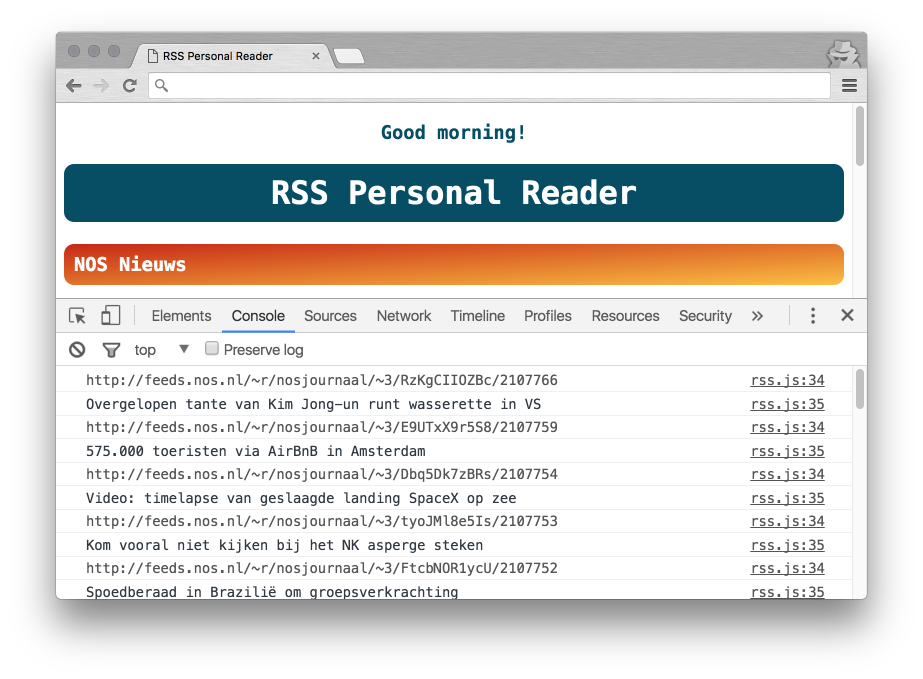 RSS Personal Reader
Good morning!
RSS Personal Reader
NOS Nieuws
Elements Console Sources Network Timeline Profiles Resources Security »
top Preserve log
http://feeds.nos.nl/~r/nosjournaal/~3/RzKgCIIOZBc/2107766 rss.js:34
Overgelopen tante van Kim Jong-un runt wasserette in VS rss.js:35
http://feeds.nos.nl/~r/nosjournaal/~3/E9UTxX9r5S8/2107759 rss.js:34
575.000 toeristen via AirBnB in Amsterdam rss.js:35
http://feeds.nos.nl/~r/nosjournaal/~3/Dbq5Dk7zBRs/2107754 rss.js:34
Video: timelapse van geslaagde landing SpaceX op zee rss.js:35
http://feeds.nos.nl/~r/nosjournaal/~3/tyoJMl8e5Is/2107753 rss.js:34
Kom vooral niet kijken bij het NK asperge steken rss.js:35
http://feeds.nos.nl/~r/nosjournaal/~3/FtcbNOR1ycU/2107752 rss.js:34
Spoedberaad in Brazilië om groepsverkrachting rss.js:35